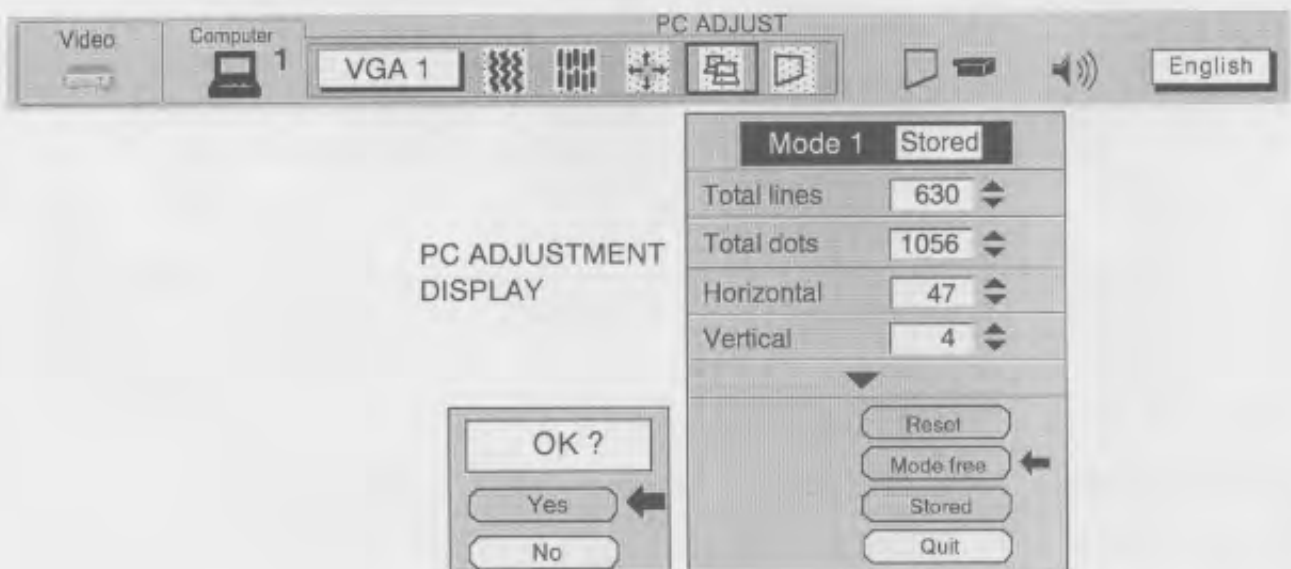 PC ADJUST
Video
Computer
1
VGA 1
English
Mode 1 Stored
Total lines 630
Total dots 1056
Horizontal 47
Vertical 4
PC ADJUSTMENT
DISPLAY
Reset
Mode free
Stored
Quit
OK ?
Yes
No